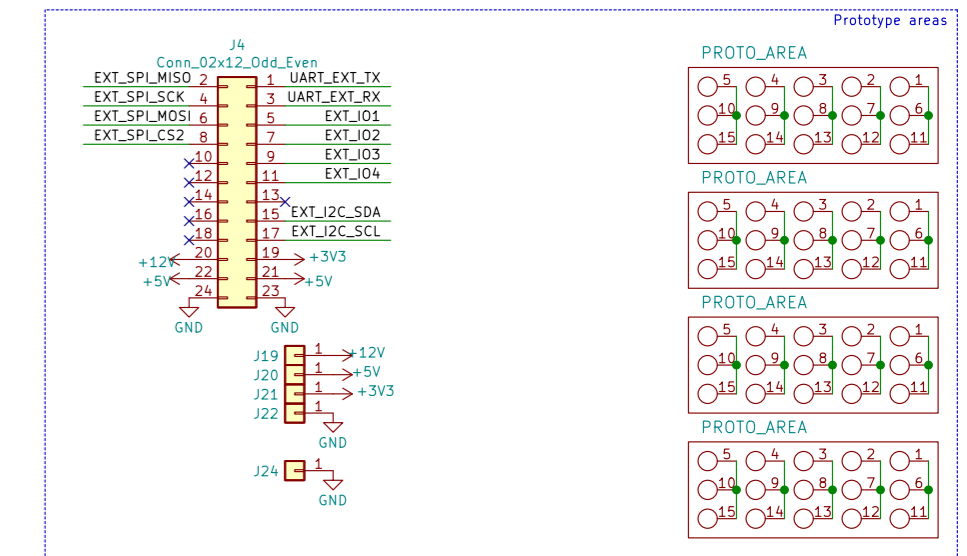 Prototype areas
J4
Conn_02x12_Odd_Even
EXT_SPI_MISO 2 1 UART_EXT_TX
EXT_SPI_SCK 4 3 UART_EXT_RX
EXT_SPI_MOSI 6 5 EXT_IO1
EXT_SPI_CS2 8 7 EXT_IO2
10 9 EXT_IO3
12 11 EXT_IO4
14 13
16 15 EXT_I2C_SDA
18 17 EXT_I2C_SCL
+12V 20 19 +3V3
+5V 22 21 +5V
24 23
GND GND
J19 1 +12V
J20 1 +5V
J21 1 +3V3
J22 1
GND
J24 1
GND
PROTO_AREA
5 4 3 2 1
10 9 8 7 6
15 14 13 12 11
PROTO_AREA
5 4 3 2 1
10 9 8 7 6
15 14 13 12 11
PROTO_AREA
5 4 3 2 1
10 9 8 7 6
15 14 13 12 11
PROTO_AREA
5 4 3 2 1
10 9 8 7 6
15 14 13 12 11